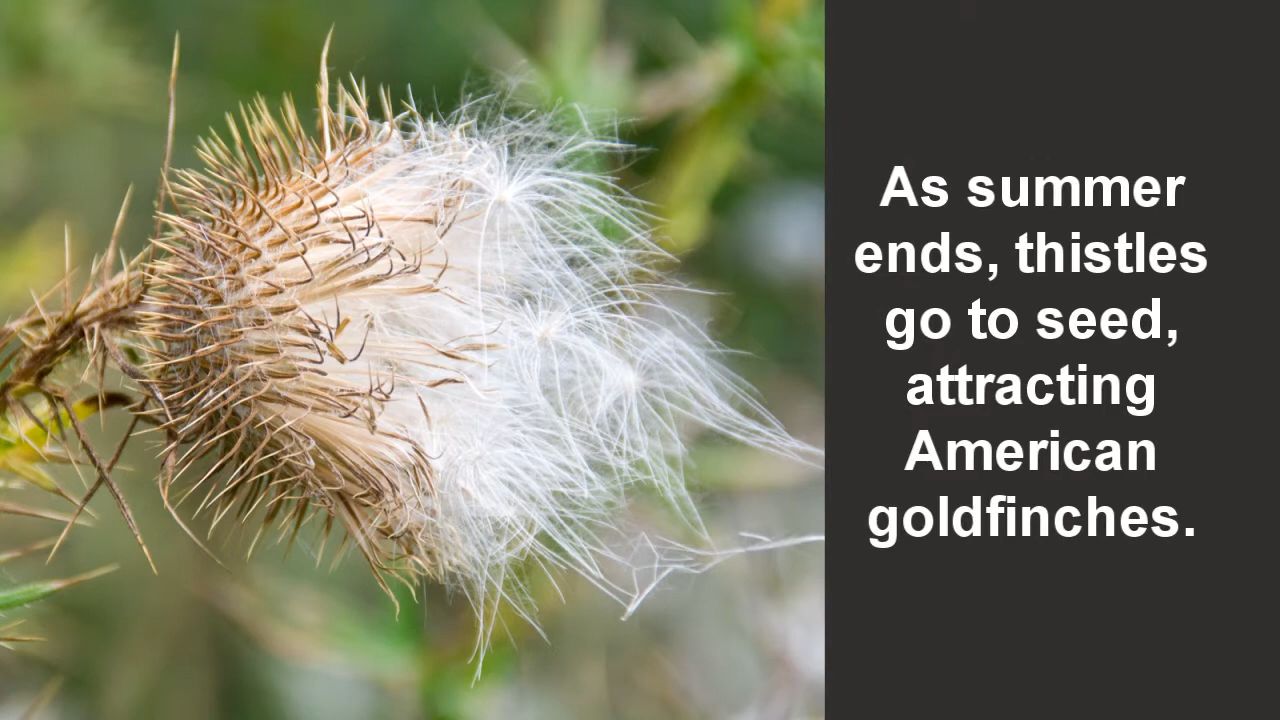 As summer
ends, thistles
go to seed,
attracting
American
goldfinches.